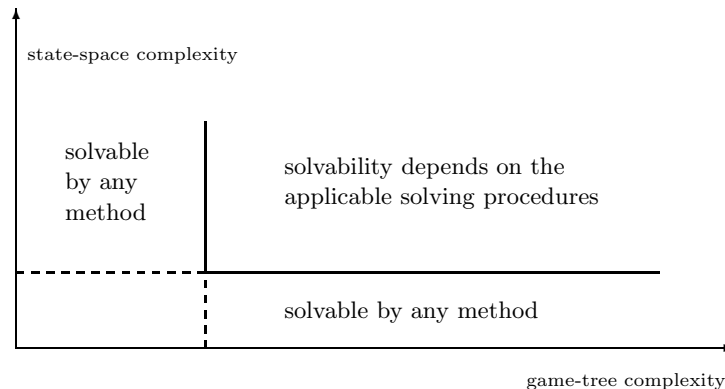 state-space complexity
solvable
by any
method
solvability depends on the
applicable solving procedures
solvable by any method
game-tree complexity